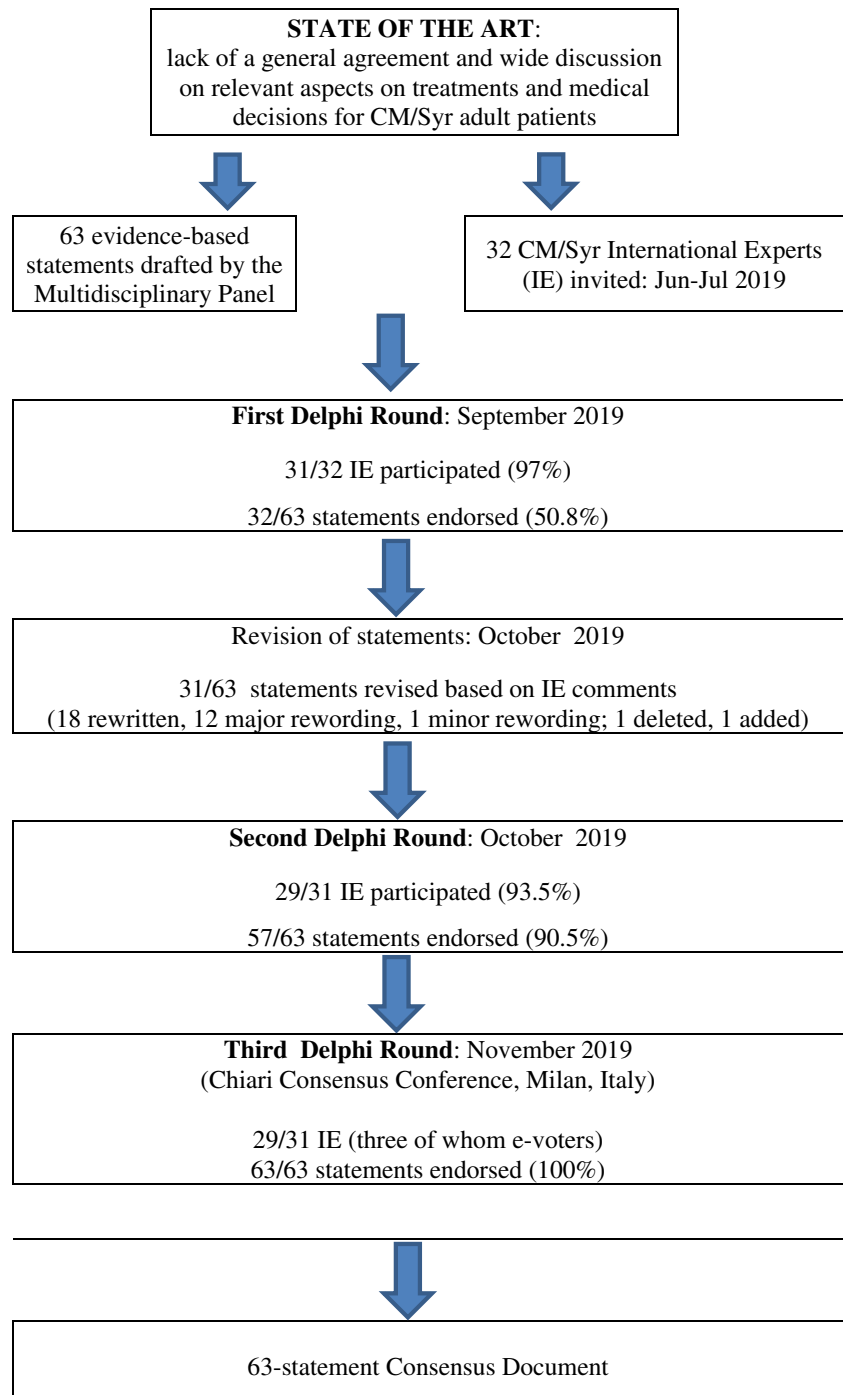 STATE OF THE ART:
lack of a general agreement and wide discussion
on relevant aspects on treatments and medical
decisions for CM/Syr adult patients
63 evidence-based
statements drafted by the
Multidisciplinary Panel
32 CM/Syr International Experts
(IE) invited: Jun-Jul 2019
First Delphi Round: September 2019
31/32 IE participated (97%)
32/63 statements endorsed (50.8%)
Revision of statements: October 2019
31/63 statements revised based on IE comments
(18 rewritten, 12 major rewording, 1 minor rewording; 1 deleted, 1 added)
Second Delphi Round: October 2019
29/31 IE participated (93.5%)
57/63 statements endorsed (90.5%)
Third Delphi Round: November 2019
(Chiari Consensus Conference, Milan, Italy)
29/31 IE (three of whom e-voters)
63/63 statements endorsed (100%)
63-statement Consensus Document